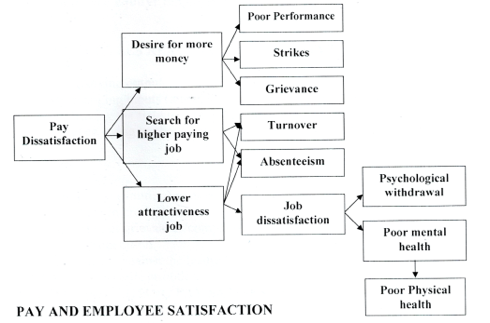 Poor Performance
Desire for more
money
Strikes
Grievance
Pay
Dissatisfaction
Search for
higher paying
job
Turnover
Absenteeism
Lower
attractiveness
job
Job
dissatisfaction
Psychological
withdrawal
Poor mental
health
Poor Physical
health
PAY AND EMPLOYEE SATISFACTION